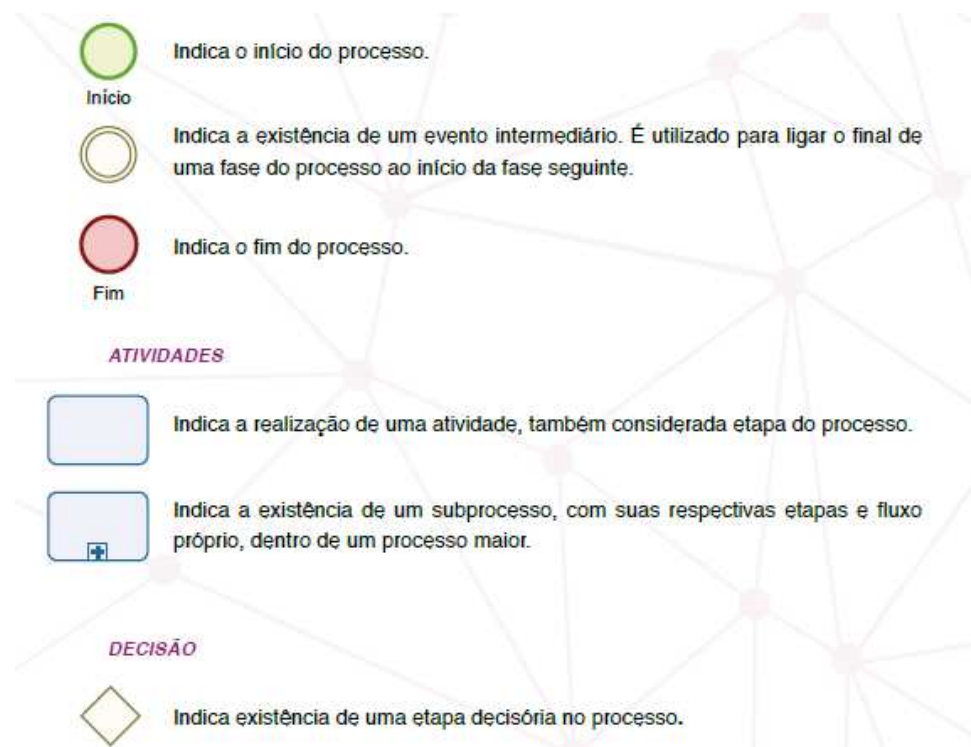 Indica o início do processo.
Início
Indica a existência de um evento intermediário. É utilizado para ligar o final de
uma fase do processo ao início da fase seguinte.
Indica o fim do processo.
Fim
ATIVIDADES
Indica a realização de uma atividade, também considerada etapa do processo.
Indica a existência de um subprocesso, com suas respectivas etapas e fluxo
próprio, dentro de um processo maior.
DECISÃO
Indica existência de uma etapa decisória no processo.